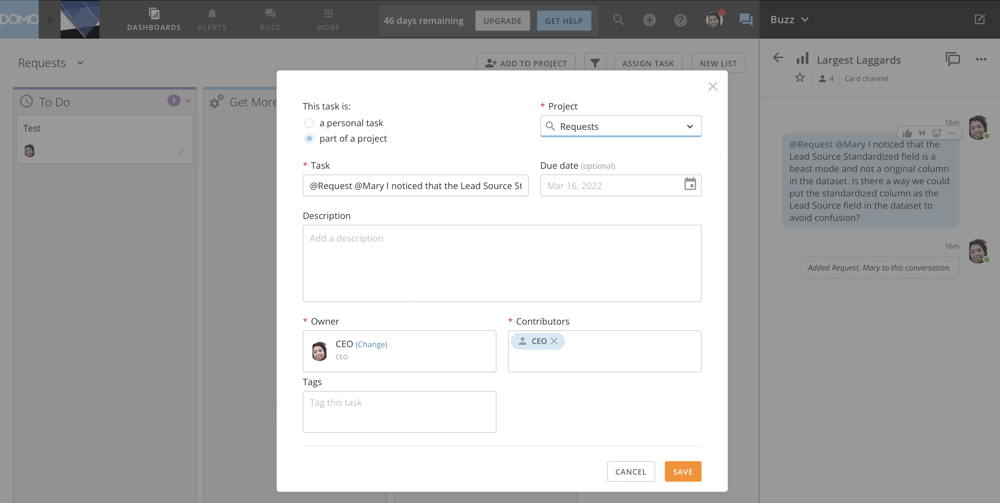 DOMO
DASHBOARDS
ALERTS
BUZZ
MORE
46 days remaining
UPGRADE
GET HELP
Buzz
Requests
ADD TO PROJECT
ASSIGN TASK
NEW LIST
To Do
1
Get More
Test
This task is:
a personal task
part of a project
* Project
Requests
* Task
@Request @Mary I noticed that the Lead Source St
Due date (optional)
Mar 16, 2022
Description
Add a description
* Owner
CEO (Change)
CEO
* Contributors
CEO
Tags
Tag this task
CANCEL
SAVE
Largest Laggards
4
Card channel
16m
@Request @Mary I noticed that the
Lead Source Standardized field is a
beast mode and not a original column
in the dataset. Is there a way we could
put the standardized column as the
Lead Source field in the dataset to
avoid confusion?
16m
Added Request, Mary to this conversation.